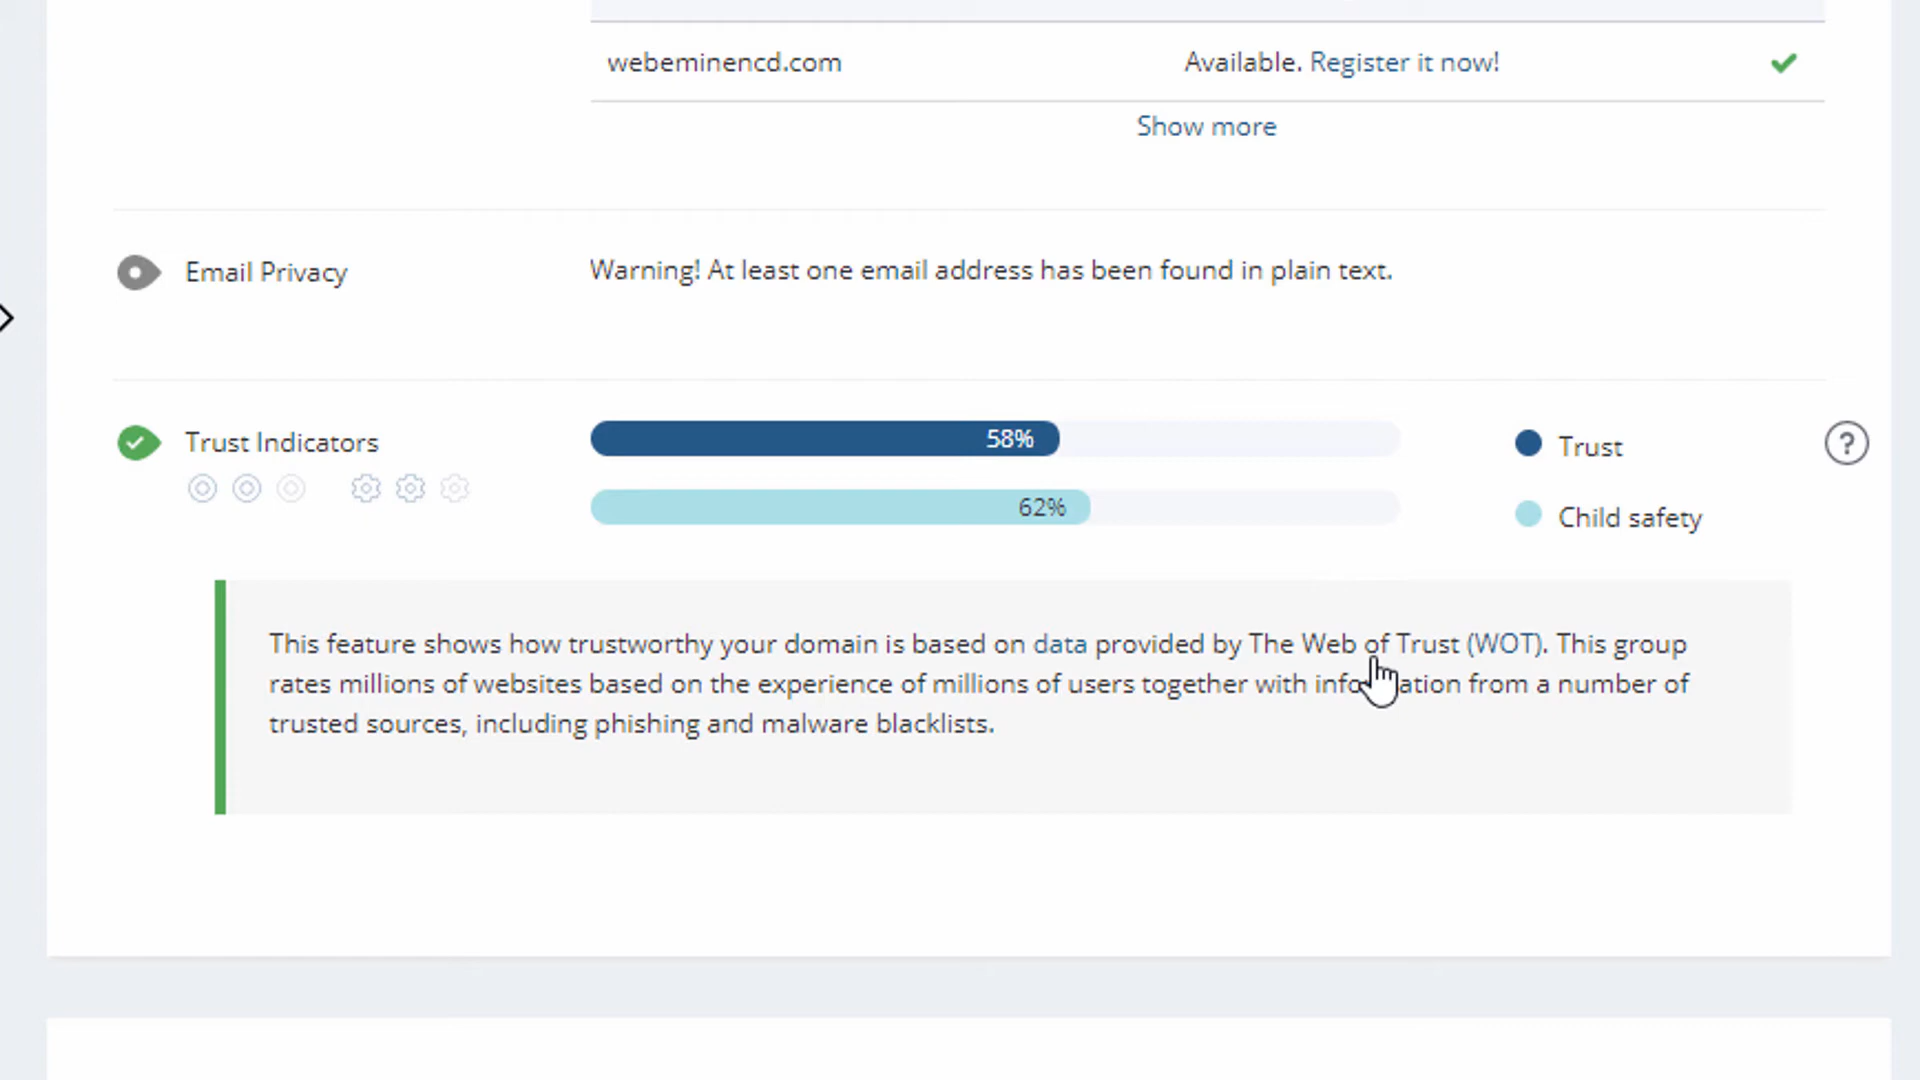 webeminencd.com Available. Register it now!
Show more
Email Privacy Warning! At least one email address has been found in plain text.
Trust Indicators 58% Trust ?
62% Child safety
This feature shows how trustworthy your domain is based on data provided by The Web of Trust (WOT). This group
rates millions of websites based on the experience of millions of users together with information from a number of
trusted sources, including phishing and malware blacklists.